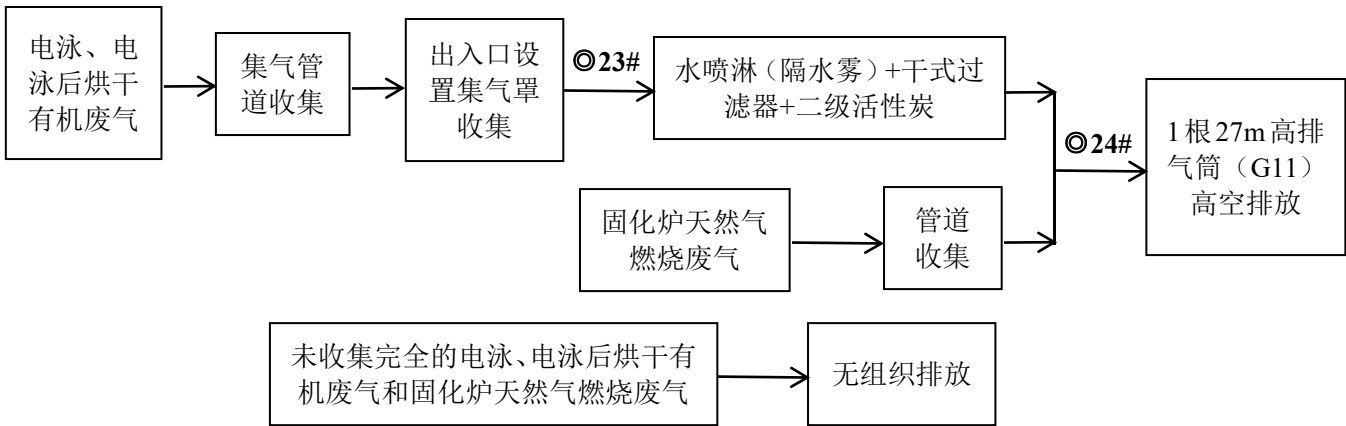 电泳、电
泳后烘干
有机废气
集气管
道收集
出入口设
置集气罩
收集
◎23#
水喷淋（隔水雾）+干式过
滤器+二级活性炭
◎24#
1根27m高排
气筒（G11）
高空排放
固化炉天然气
燃烧废气
管道
收集
未收集完全的电泳、电泳后烘干有
机废气和固化炉天然气燃烧废气
无组织排放